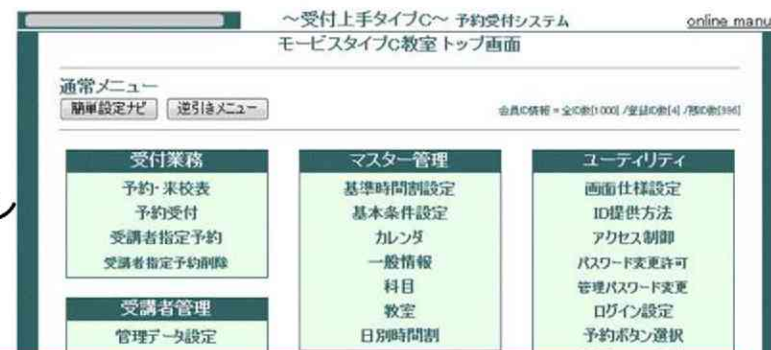 ～受付上手タイプC～ 予約受付システム
online manu
モービスタイプC教室 トップ画面
通常メニュー
簡単設定ナビ
逆引きメニュー
会員ID情報 = 全ID数[1000] /登録ID数[4] /残ID数[996]
受付業務
予約・来校表
予約受付
受講者指定予約
受講者指定予約削除
受講者管理
管理データ設定
マスター管理
基準時間割設定
基本条件設定
カレンダ
一般情報
科目
教室
日別時間割
ユーティリティ
画面仕様設定
ID提供方法
アクセス制御
パスワード変更許可
管理パスワード変更
ログイン設定
予約ボタン選択